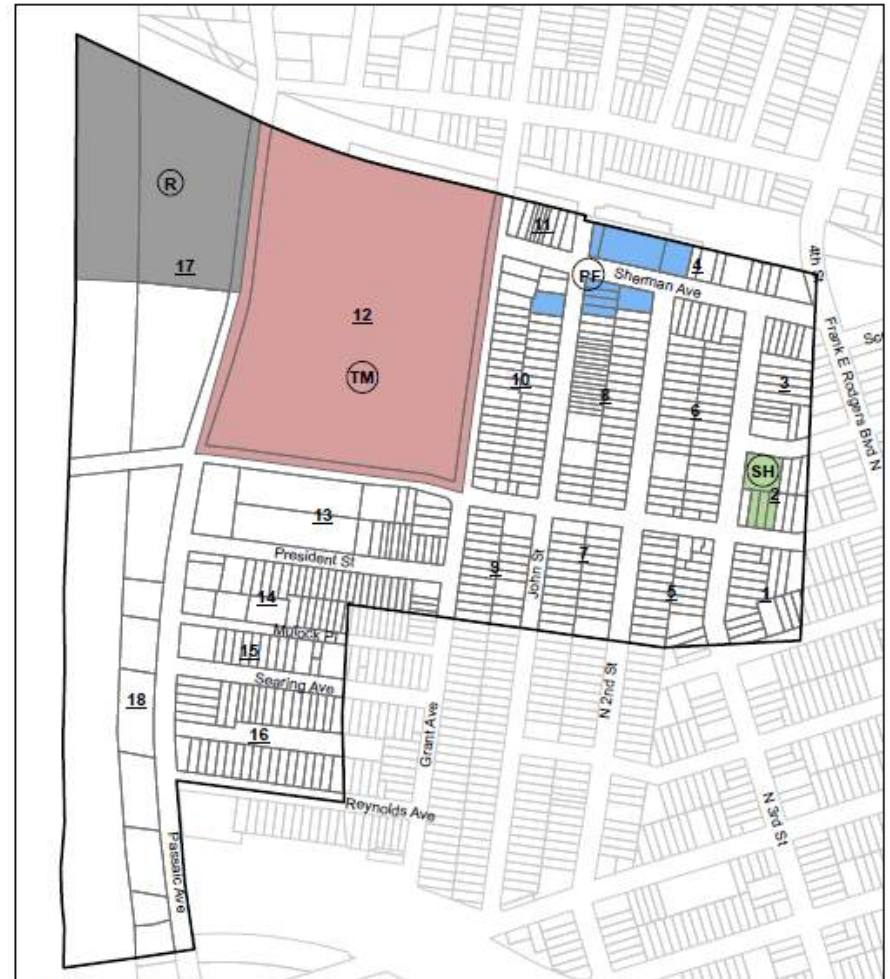 R
17
12
TM
11
4
4th St
PF
Sherman Ave
Frank E Rodgers Blvd N
10
8
6
3
SH
2
13
9
John St
7
5
1
President St
14
Mulock Pl
15
Searing Ave
18
16
N 2nd St
Grant Ave
Reynolds Ave
N 3rd St
Passaic Ave